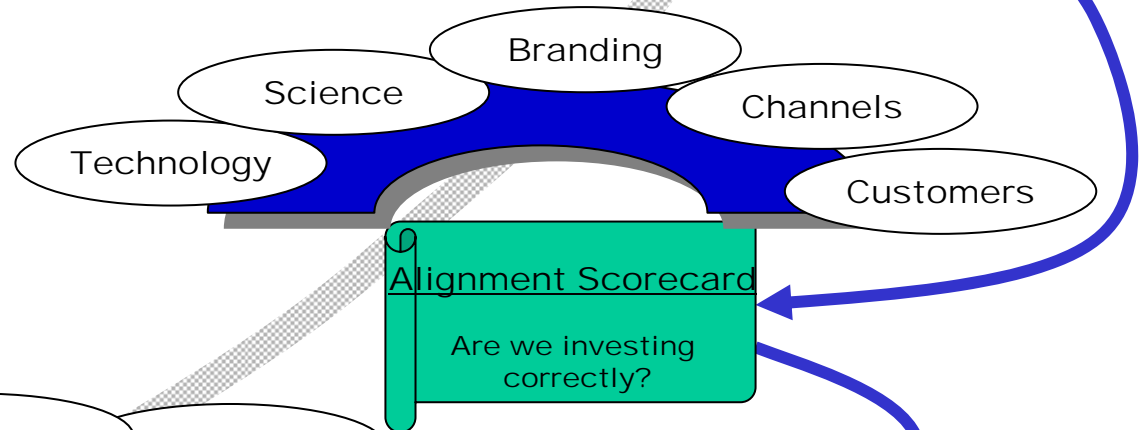 Branding
Science
Channels
Technology
Customers
Alignment Scorecard
Are we investing
correctly?